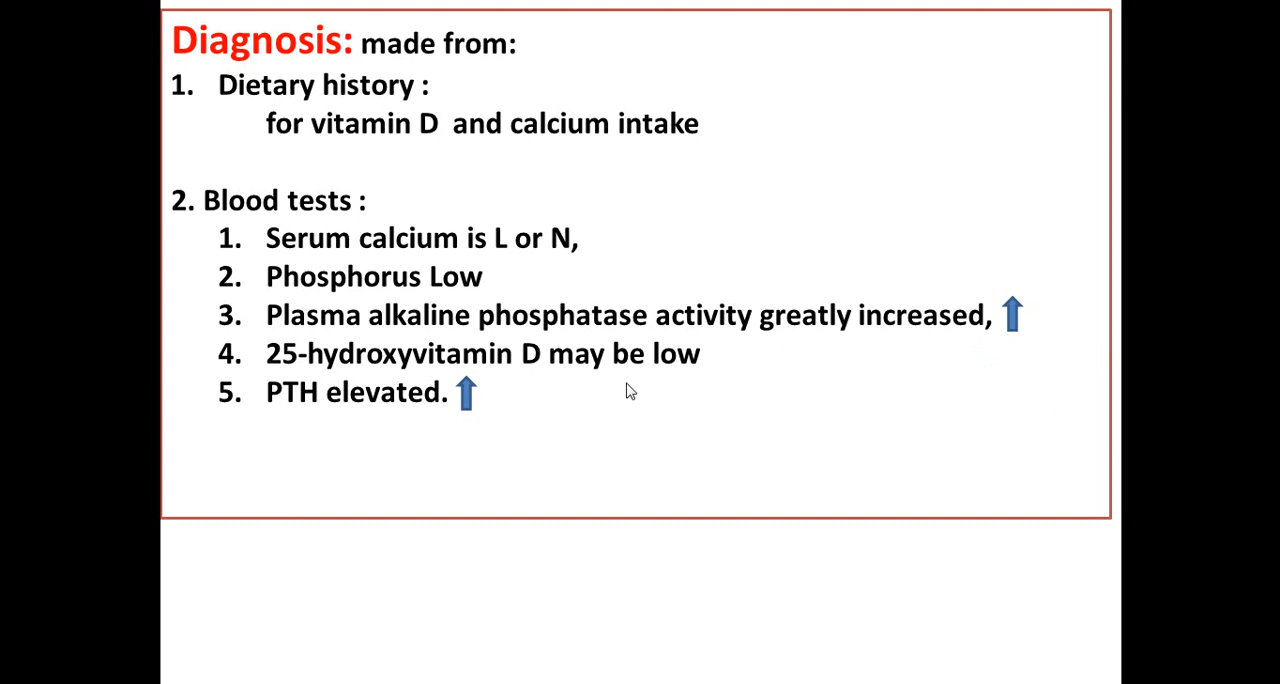 Diagnosis: made from:
1. Dietary history :
for vitamin D and calcium intake
2. Blood tests :
1. Serum calcium is L or N,
2. Phosphorus Low
3. Plasma alkaline phosphatase activity greatly increased,
4. 25-hydroxyvitamin D may be low
5. PTH elevated.